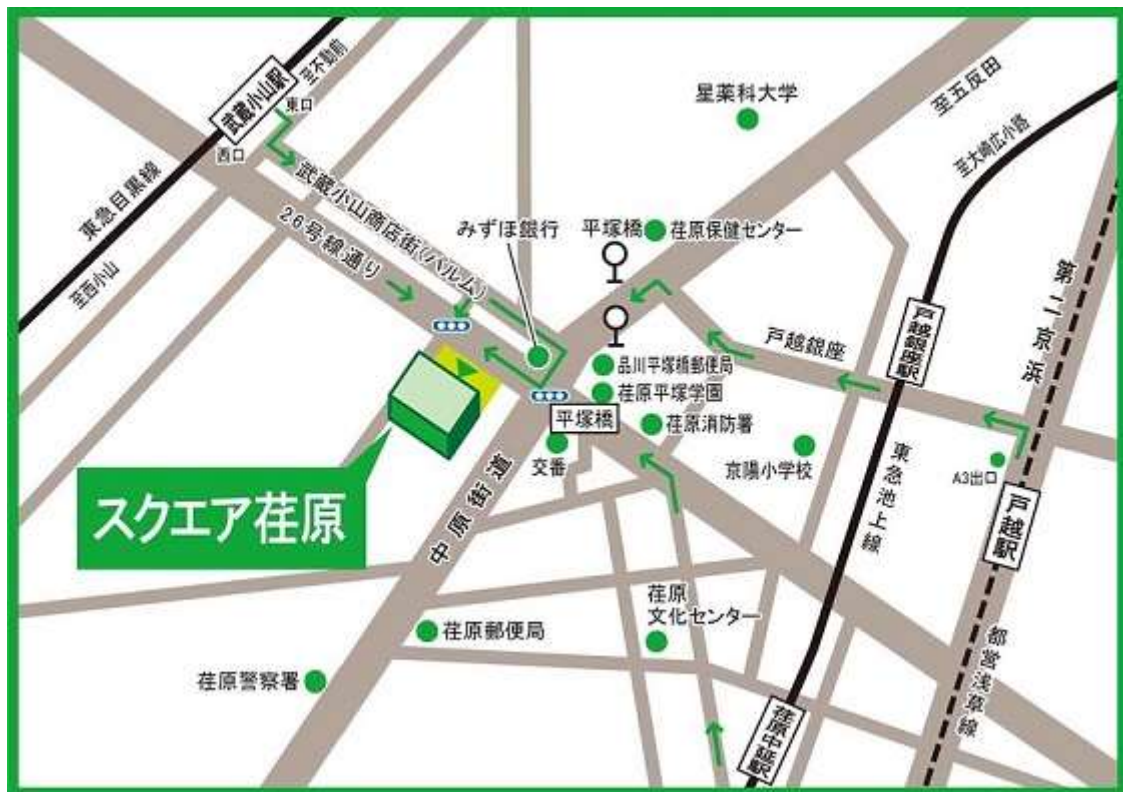 武蔵小山駅
至不動前
東口
西口
東急目黒線
至西小山
武蔵小山商店街(パルム)
26号線通り
みずほ銀行
平塚橋
荏原保健センター
星薬科大学
至五反田
至大崎広小路
第二京浜
戸越銀座駅
戸越銀座
品川平塚橋郵便局
荏原平塚学園
平塚橋
荏原消防署
交番
京陽小学校
東急池上線
A3出口
戸越駅
スクエア荏原
中原街道
荏原
文化センター
荏原郵便局
荏原警察署
都営浅草線
荏原中延駅